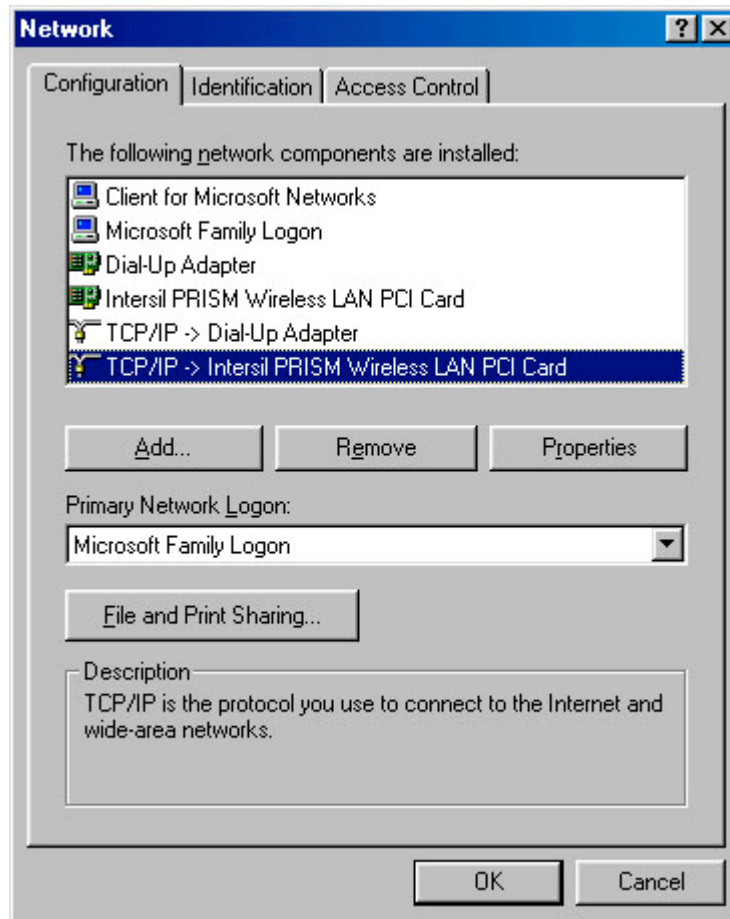 Network
Configuration Identification Access Control
The following network components are installed:
Client for Microsoft Networks
Microsoft Family Logon
Dial-Up Adapter
Intersil PRISM Wireless LAN PCI Card
TCP/IP -> Dial-Up Adapter
TCP/IP -> Intersil PRISM Wireless LAN PCI Card
Add... Remove Properties
Primary Network Logon:
Microsoft Family Logon
File and Print Sharing...
Description
TCP/IP is the protocol you use to connect to the Internet and
wide-area networks.
OK Cancel